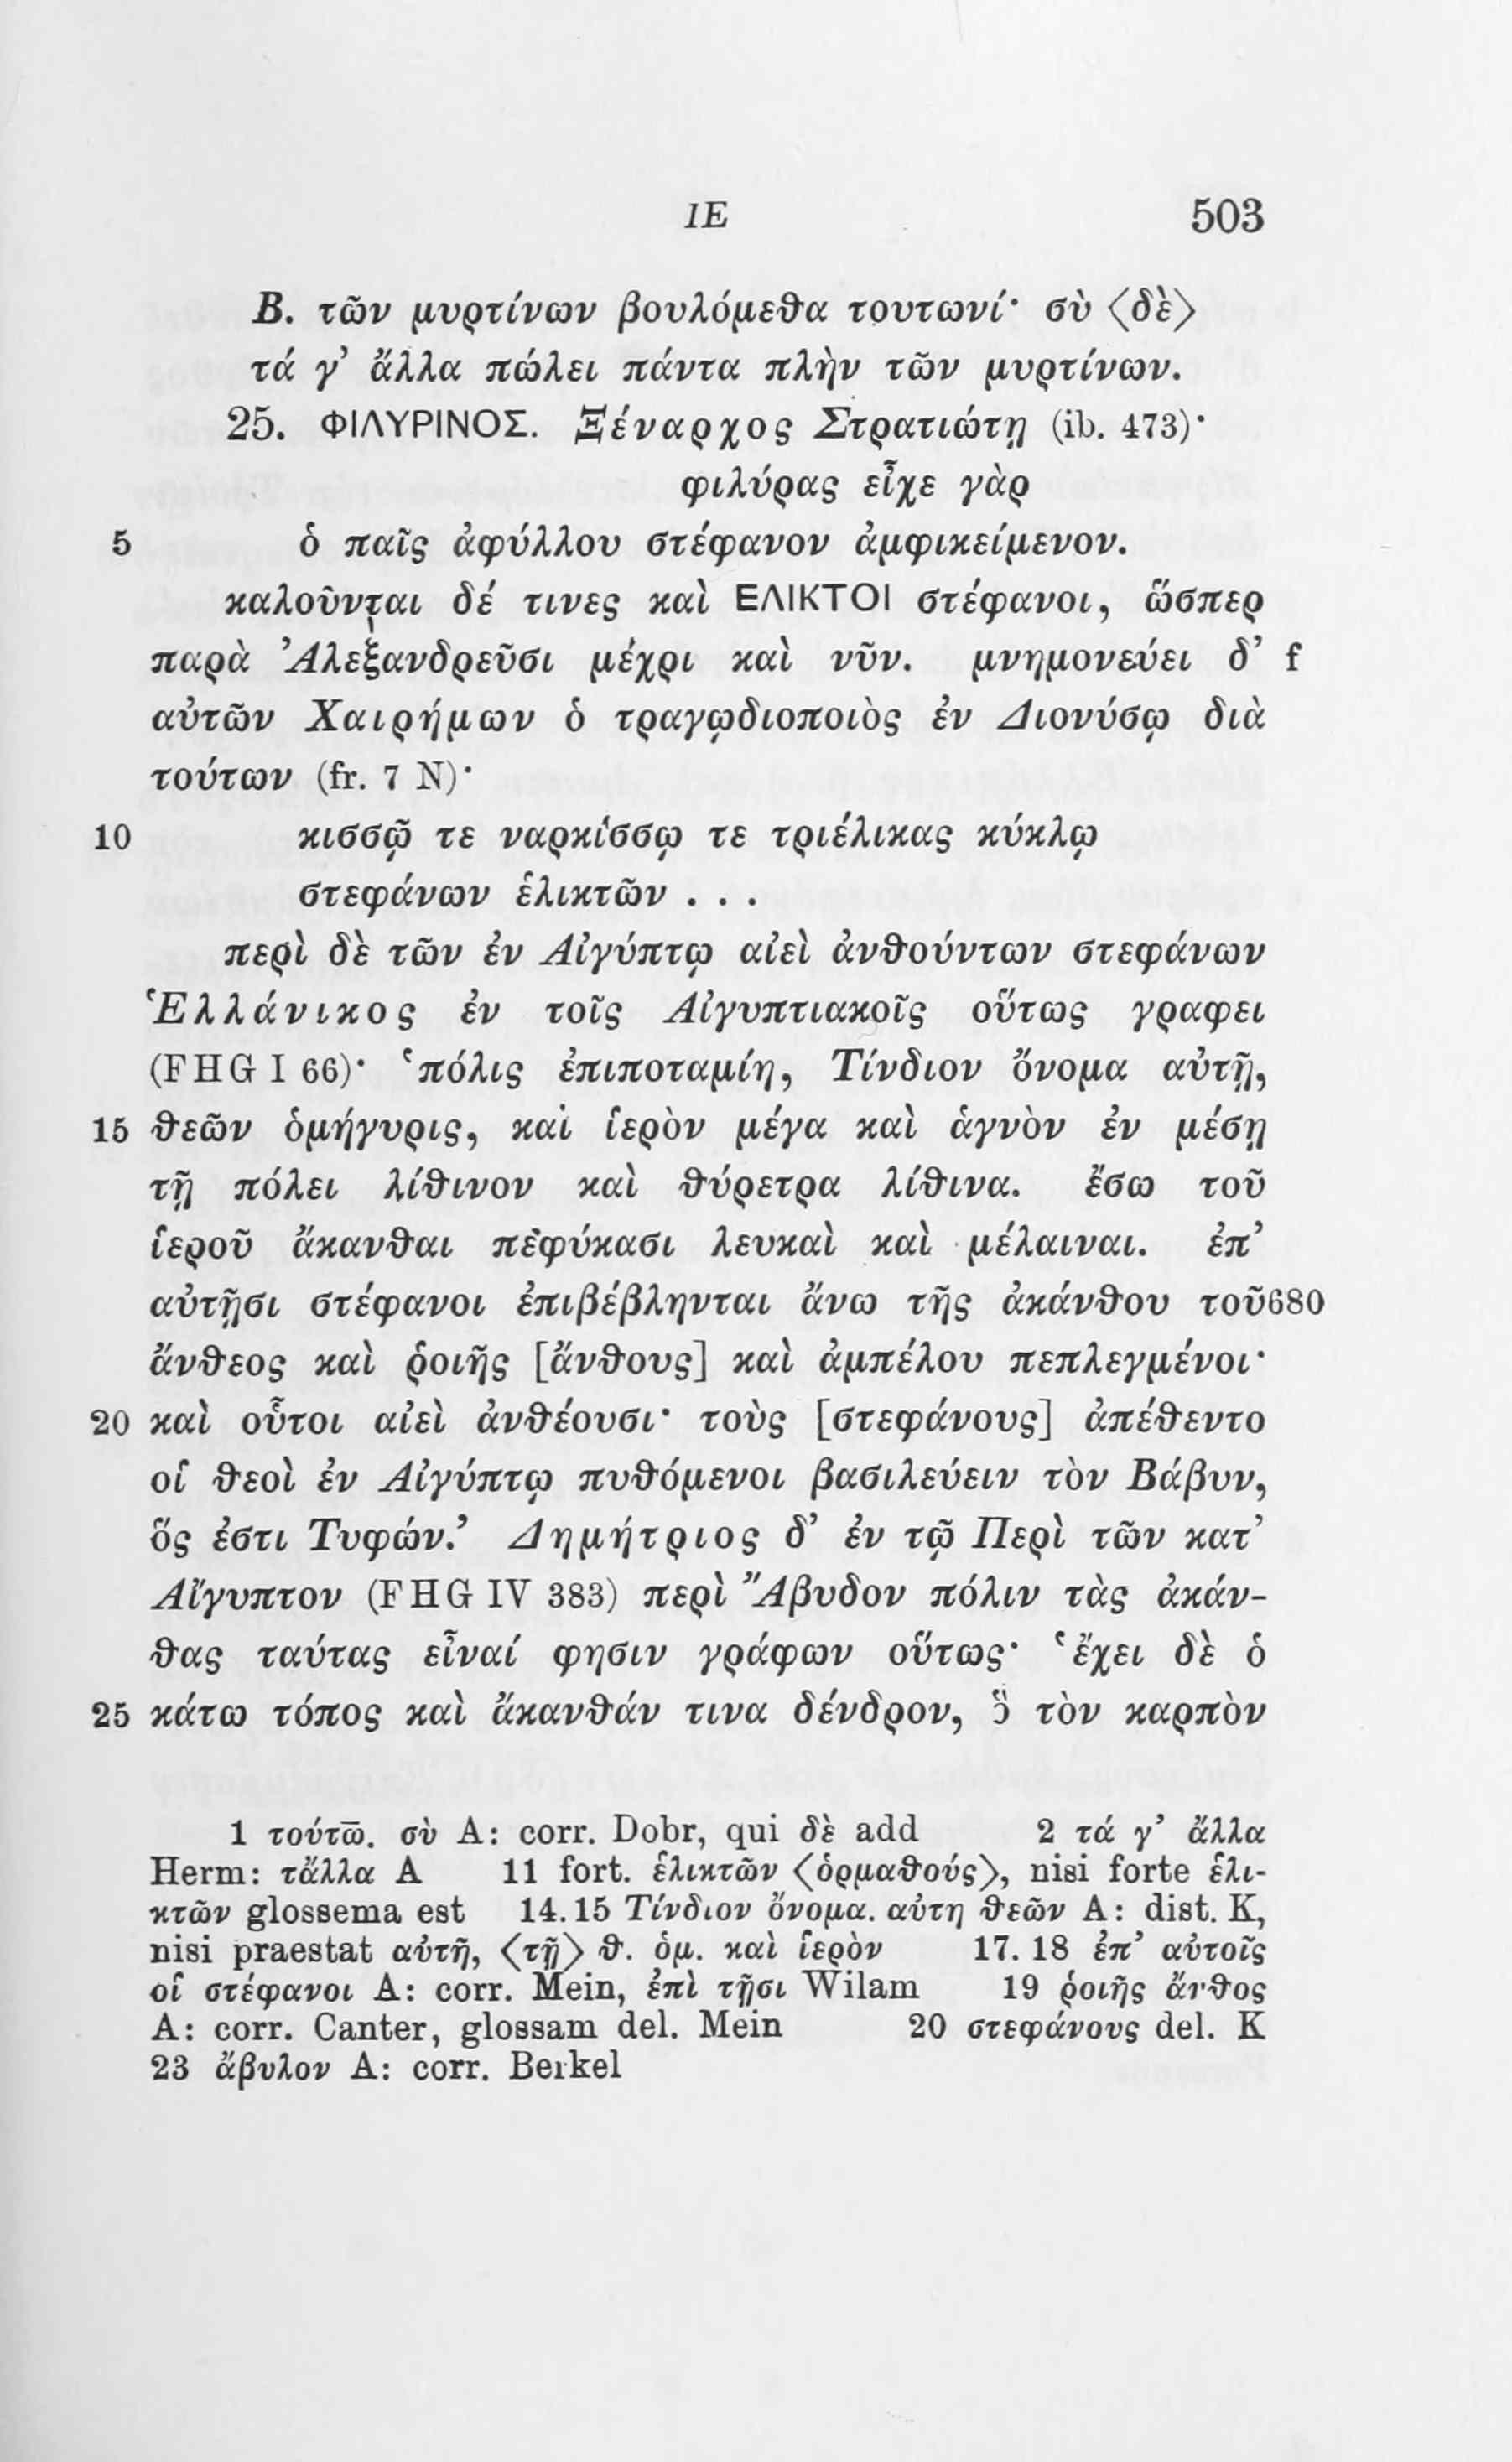 ΙΕ 503
Β. τῶν μυρτίνων βουλόμεθα τουτωνί· σὺ ⟨δὲ⟩
τά γ’ ἄλλα πώλει πάντα πλὴν τῶν μυρτίνων.
25. ΦΙΛΥΡΙΝΟΣ. Ξέναρχος Στρατιώτῃ (ib. 473)·
φιλύρας εἶχε γὰρ
5 ὁ παῖς ἀφύλλου στέφανον ἀμφικείμενον.
καλοῦνται δέ τινες καὶ ΕΛΙΚΤΟΙ στέφανοι, ὥσπερ
παρὰ Ἀλεξανδρεῦσι μέχρι καὶ νῦν. μνημονεύει δ’ f
αὐτῶν Χαιρήμων ὁ τραγῳδιοποιὸς ἐν Διονύσῳ διὰ
τούτων (fr. 7 N)·
10 κισσῷ τε ναρκίσσῳ τε τριέλικας κύκλῳ
στεφάνων ἑλικτῶν . . .
περὶ δὲ τῶν ἐν Αἰγύπτῳ αἰεὶ ἀνθούντων στεφάνων
Ἑλλάνικος ἐν τοῖς Αἰγυπτιακοῖς οὕτως γραφει
(FHG I 66)· ‘πόλις ἐπιποταμίη, Τίνδιον ὄνομα αὐτῇ,
15 θεῶν ὁμήγυρις, καὶ ἱερὸν μέγα καὶ ἁγνὸν ἐν μέσῃ
τῇ πόλει λίθινον καὶ θύρετρα λίθινα. ἔσω τοῦ
ἱεροῦ ἄκανθαι πεφύκασι λευκαὶ καὶ μέλαιναι. ἐπ’
αὐτῇσι στέφανοι ἐπιβέβληνται ἄνω τῆς ἀκάνθου τοῦ 680
ἄνθεος καὶ ῥοιῆς [ἄνθους] καὶ ἀμπέλου πεπλεγμένοι·
20 καὶ οὗτοι αἰεὶ ἀνθέουσι· τοὺς [στεφάνους] ἀπέθεντο
οἱ θεοὶ ἐν Αἰγύπτῳ πυθόμενοι βασιλεύειν τὸν Βάβυν,
ὅς ἐστι Τυφών.’ Δημήτριος δ’ ἐν τῷ Περὶ τῶν κατ’
Αἴγυπτον (FHG IV 383) περὶ Ἄβυδον πόλιν τὰς ἀκάν-
θας ταύτας εἶναί φησιν γράφων οὕτως· ‘ἔχει δὲ ὁ
25 κάτω τόπος καὶ ἄκανθάν τινα δένδρον, ὃ τὸν καρπὸν
1 τούτω̄. σὺ A: corr. Dobr, qui δὲ add 2 τά γ’ ἄλλα
Herm: τἄλλα A 11 fort. ἑλικτῶν ⟨ὁρμαθούς⟩, nisi forte ἑλι-
κτῶν glossema est 14. 15 Τίνδιον ὄνομα. αὐτη θεῶν A: dist. K,
nisi praestat αὐτῇ, ⟨τῇ⟩ θ. ὁμ. καὶ ἱερὸν 17. 18 ἐπ’ αὐτοῖς
οἱ στέφανοι A: corr. Mein, ἐπὶ τῇσι Wilam 19 ῥοιῆς ἄνθος
A: corr. Canter, glossam del. Mein 20 στεφάνους del. K
23 ἄβυλον A: corr. Berkel